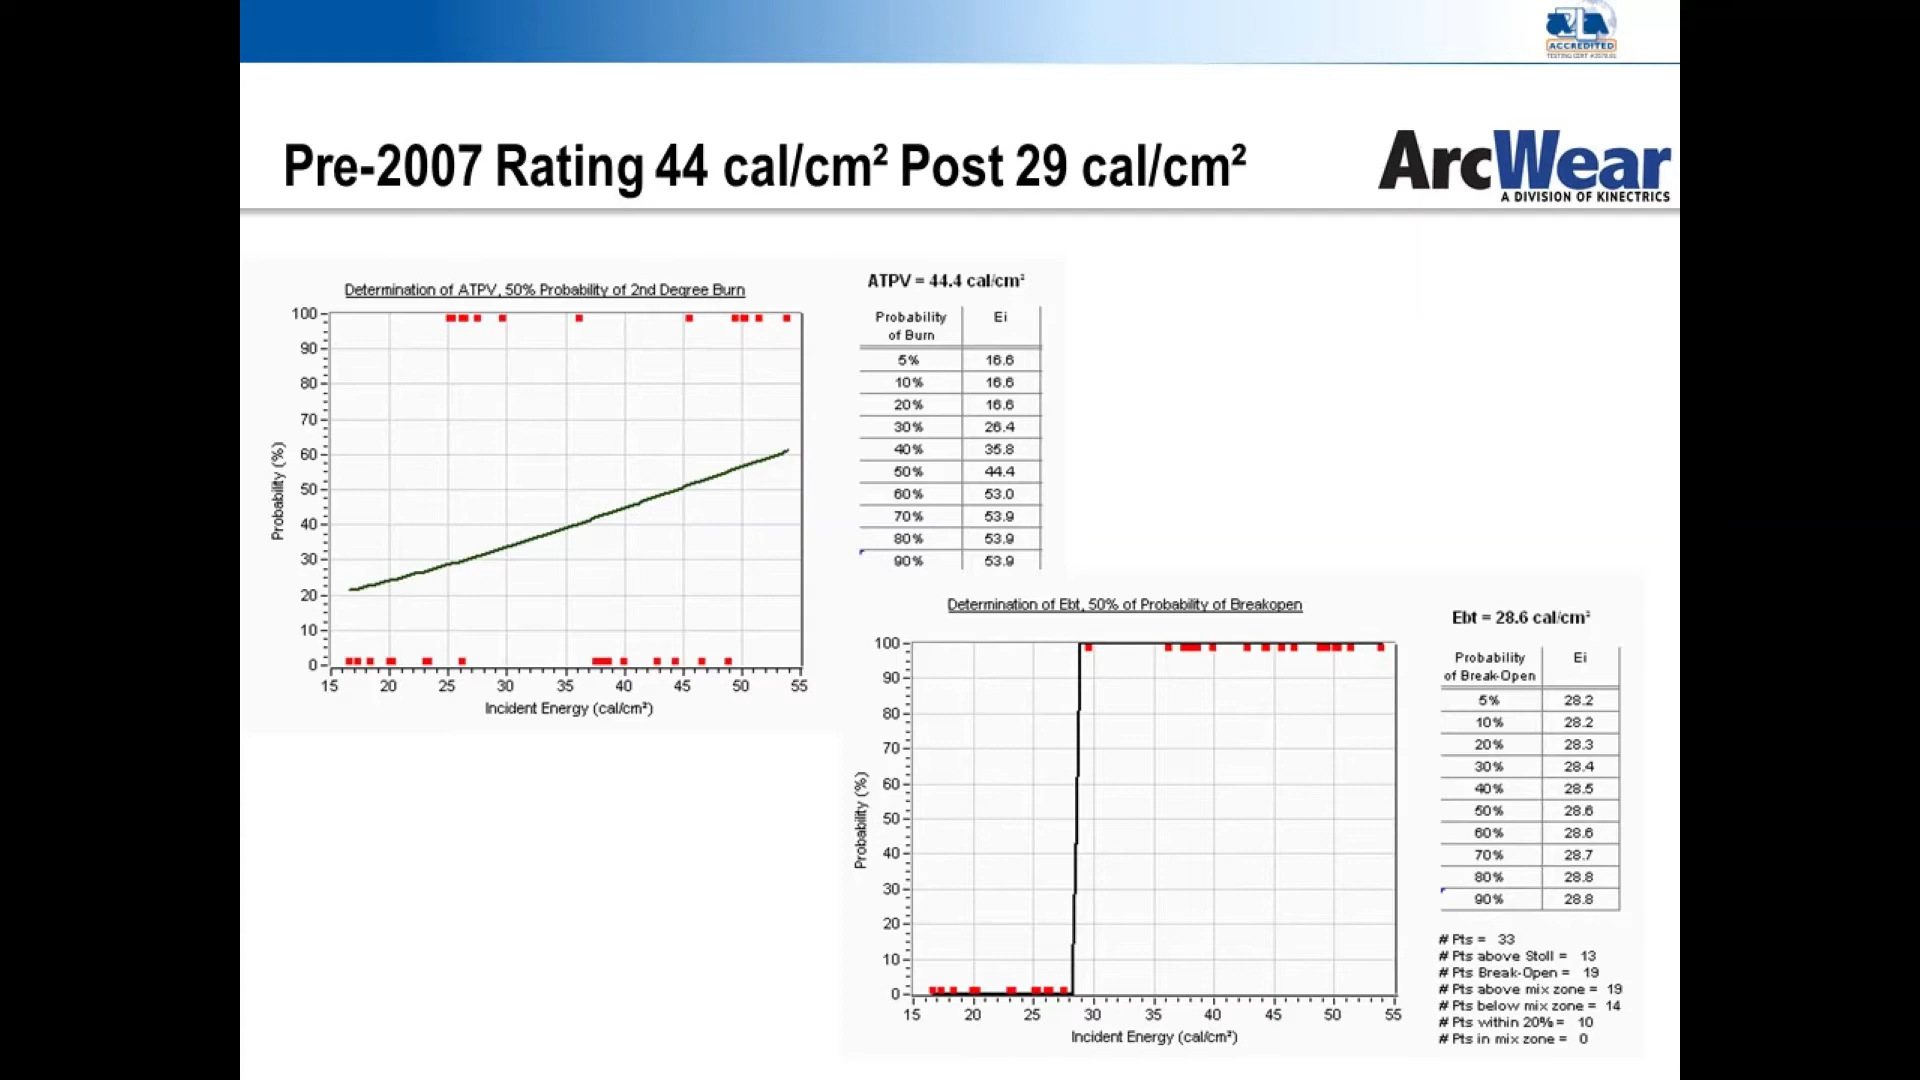 ACCREDITED
Pre-2007 Rating 44 cal/cm² Post 29 cal/cm²
ArcWear
A DIVISION OF KINECTRICS
Determination of ATPV, 50% Probability of 2nd Degree Burn
100
90
80
70
60
50
40
30
20
10
0
Probability (%)
15 20 25 30 35 40 45 50 55
Incident Energy (cal/cm²)
ATPV = 44.4 cal/cm²
Probability of Burn Ei
5% 16.6
10% 16.6
20% 16.6
30% 26.4
40% 35.8
50% 44.4
60% 53.0
70% 53.9
80% 53.9
90% 53.9
Determination of Ebt, 50% of Probability of Breakopen
100
90
80
70
60
50
40
30
20
10
0
Probability (%)
15 20 25 30 35 40 45 50 55
Incident Energy (cal/cm²)
Ebt = 28.6 cal/cm²
Probability of Break-Open Ei
5% 28.2
10% 28.2
20% 28.3
30% 28.4
40% 28.5
50% 28.6
60% 28.6
70% 28.7
80% 28.8
90% 28.8
# Pts = 33
# Pts above Stoll = 13
# Pts Break-Open = 19
# Pts above mix zone = 19
# Pts below mix zone = 14
# Pts within 20% = 10
# Pts in mix zone = 0